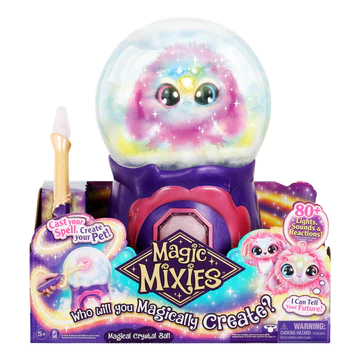 Cast your
Spell. Create
your Pet!
Magic
Mixies
80+
Lights,
Sounds &
Reactions
Who will you Magically Create?
I Can Tell
Your Future!
5+
Magical Crystal Ball